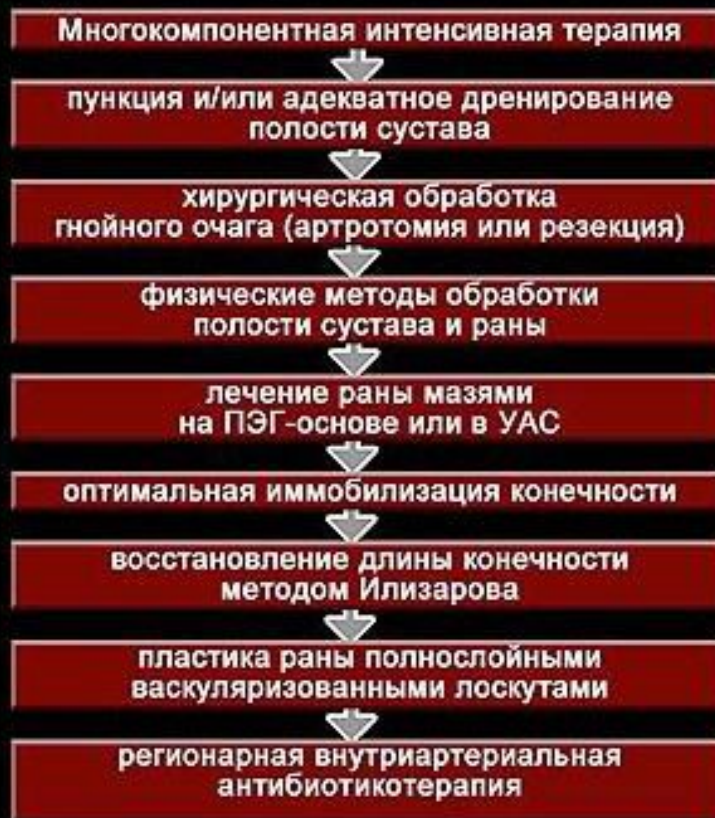 Многокомпонентная интенсивная терапия
пункция и/или адекватное дренирование
полости сустава
хирургическая обработка
гнойного очага (артротомия или резекция)
физические методы обработки
полости сустава и раны
лечение раны мазями
на ПЭГ-основе или в УАС
оптимальная иммобилизация конечности
восстановление длины конечности
методом Илизарова
пластика раны полнослойными
васкуляризованными лоскутами
регионарная внутриартериальная
антибиотикотерапия